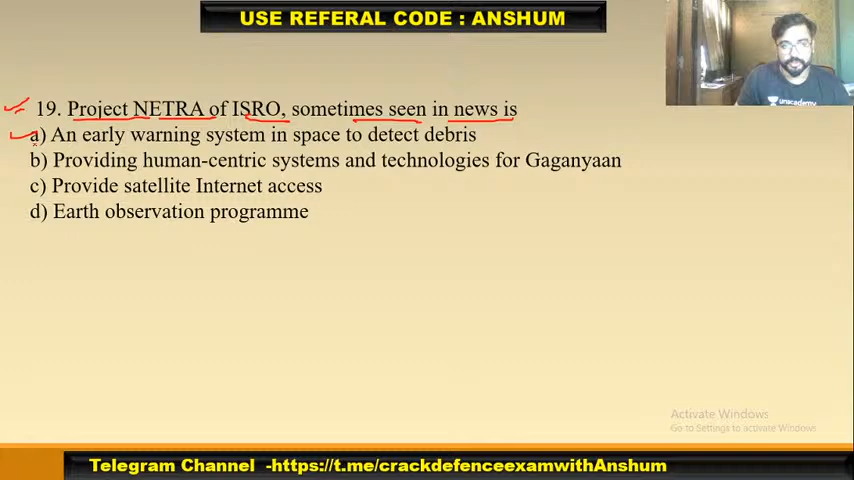 USE REFERAL CODE : ANSHUM
unacademy
19. Project NETRA of ISRO, sometimes seen in news is
a) An early warning system in space to detect debris
b) Providing human-centric systems and technologies for Gaganyaan
c) Provide satellite Internet access
d) Earth observation programme
Activate Windows
Go to Settings to activate Windows.
Telegram Channel -https://t.me/crackdefenceexamwithAnshum